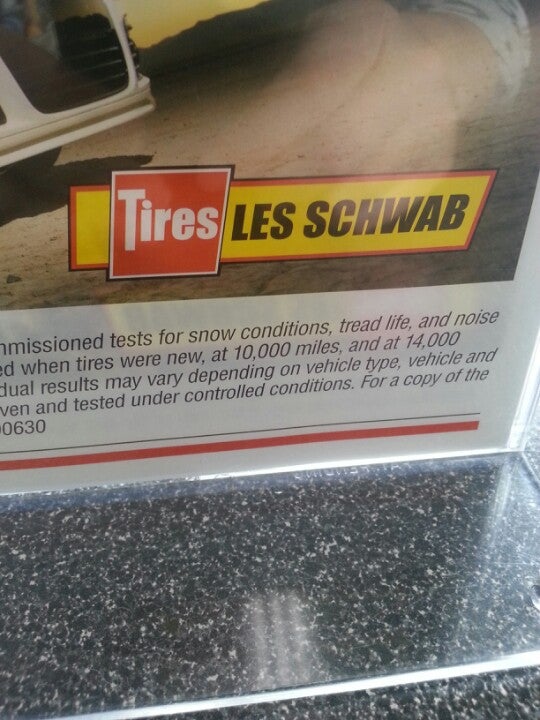 Tires LES SCHWAB
nmissioned tests for snow conditions, tread life, and noise
ed when tires were new, at 10,000 miles, and at 14,000
dual results may vary depending on vehicle type, vehicle and
ven and tested under controlled conditions. For a copy of the
00630